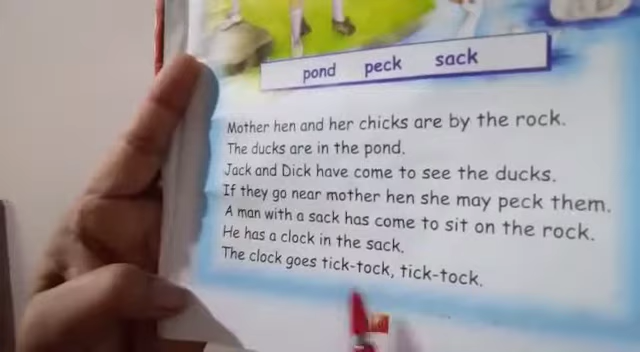 pond peck sack
Mother hen and her chicks are by the rock.
The ducks are in the pond.
Jack and Dick have come to see the ducks.
If they go near mother hen she may peck them.
A man with a sack has come to sit on the rock.
He has a clock in the sack.
The clock goes tick-tock, tick-tock.